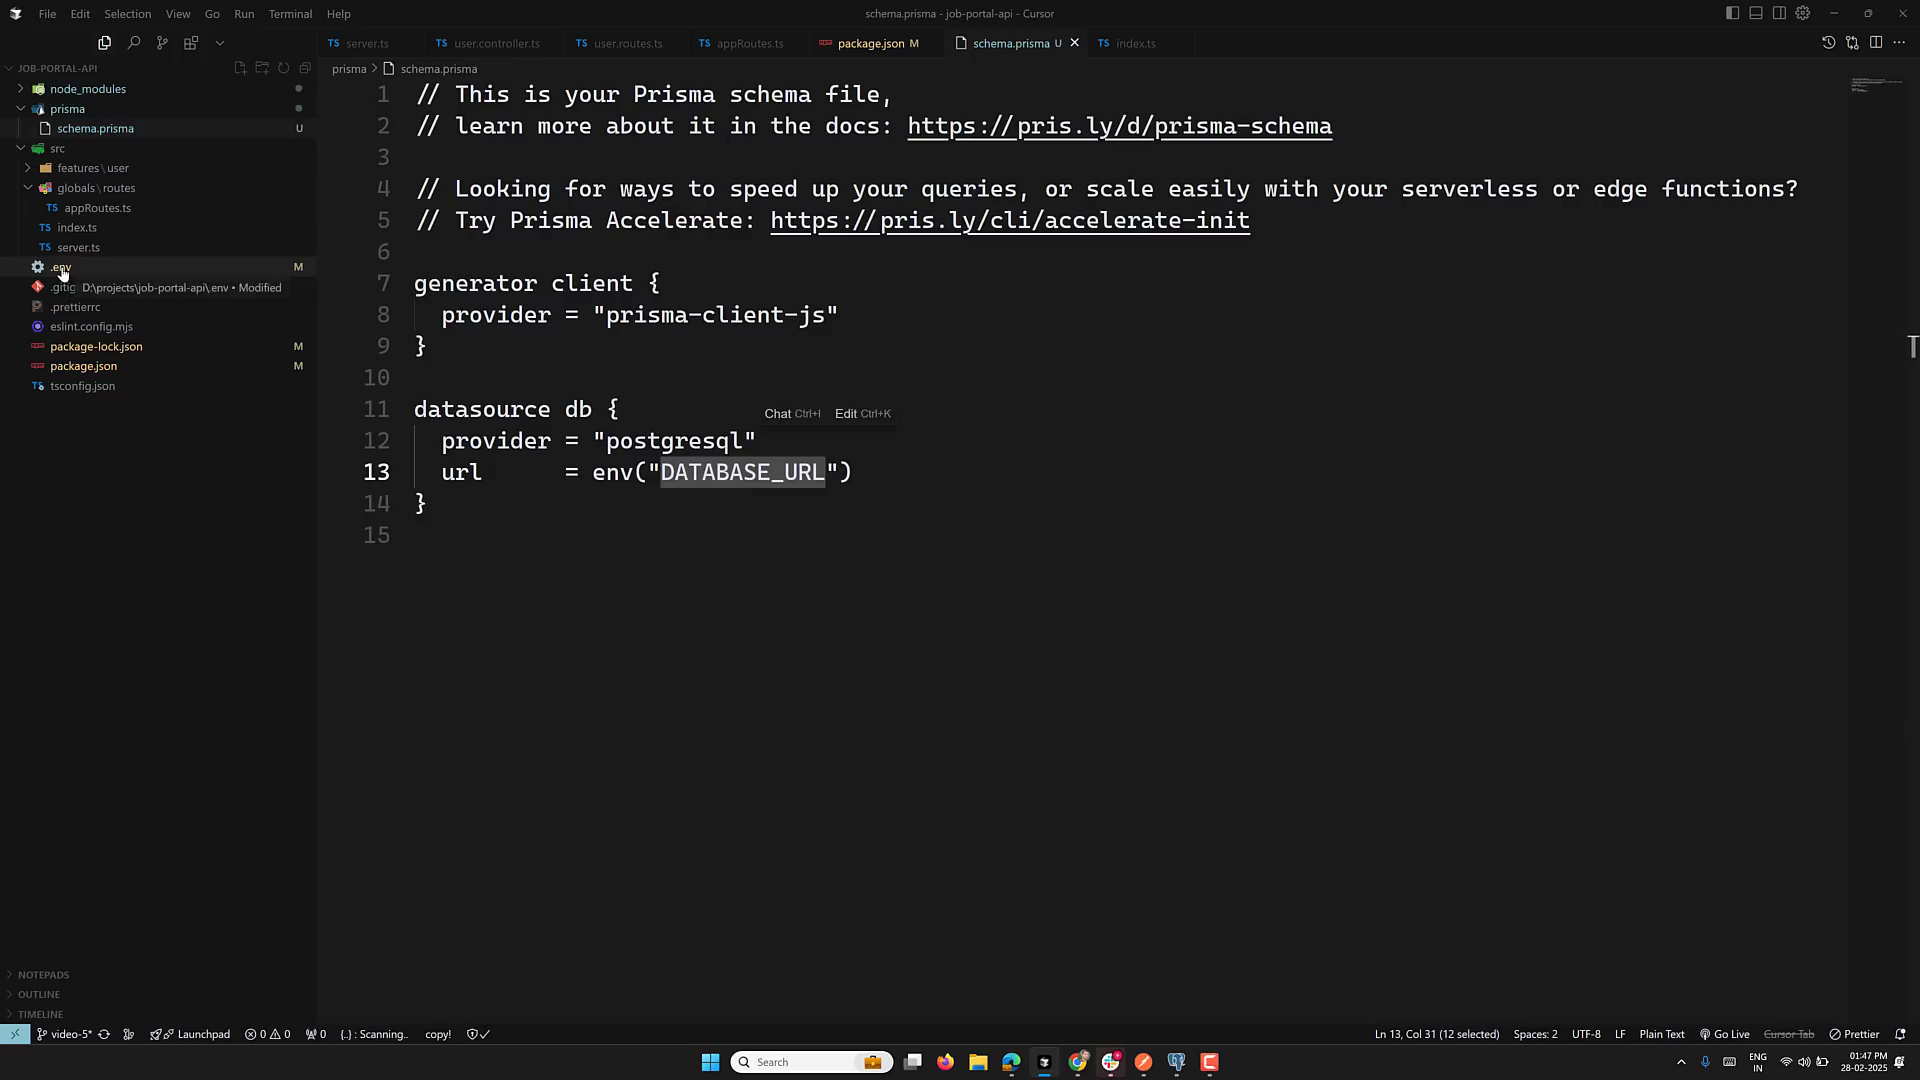 File Edit Selection View Go Run Terminal Help
schema.prisma - job-portal-api - Cursor
server.ts user.controller.ts user.routes.ts appRoutes.ts package.json M schema.prisma U index.ts
prisma > schema.prisma
JOB-PORTAL-API
node_modules
prisma
schema.prisma U
src
features \ user
globals \ routes
TS appRoutes.ts
TS index.ts
TS server.ts
.env M
.gitig
D:\projects\job-portal-api\.env • Modified
.prettierrc
eslint.config.mjs
package-lock.json M
package.json M
tsconfig.json
NOTEPADS
OUTLINE
TIMELINE
1 // This is your Prisma schema file,
2 // learn more about it in the docs: https://pris.ly/d/prisma-schema
3
4 // Looking for ways to speed up your queries, or scale easily with your serverless or edge functions?
5 // Try Prisma Accelerate: https://pris.ly/cli/accelerate-init
6
7 generator client {
8 provider = "prisma-client-js"
9 }
10
11 datasource db {
Chat Ctrl+I Edit Ctrl+K
12 provider = "postgresql"
13 url = env("DATABASE_URL")
14 }
15
video-5* Launchpad 0 0 0 {..} : Scanning.. copy! Ln 13, Col 31 (12 selected) Spaces: 2 UTF-8 LF Plain Text Go Live Cursor Tab Prettier
Search
ENG IN
01:47 PM
28-02-2025